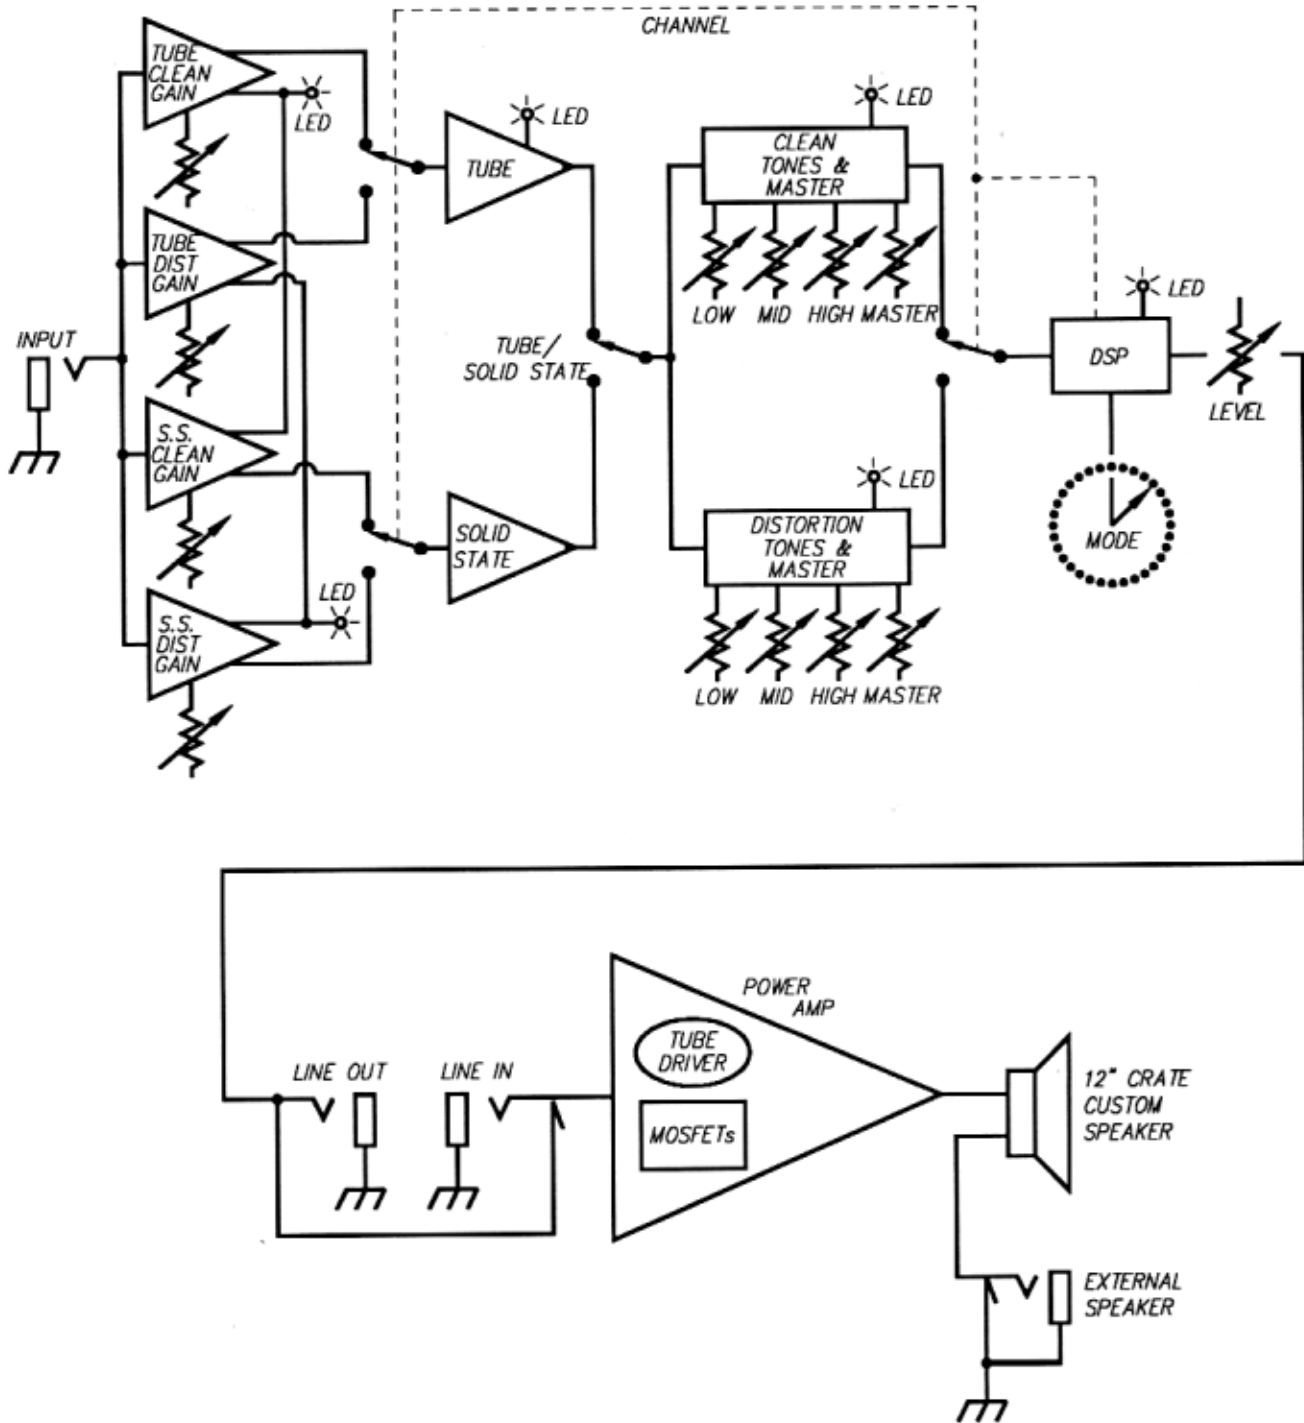 CHANNEL
TUBE
CLEAN
GAIN
LED
LED
TUBE
LED
CLEAN
TONES &
MASTER
TUBE
DIST
GAIN
LOW MID HIGH MASTER
LED
INPUT
TUBE/
SOLID STATE
DSP
LEVEL
S.S.
CLEAN
GAIN
LED
DISTORTION
TONES &
MASTER
SOLID
STATE
MODE
LED
S.S.
DIST
GAIN
LOW MID HIGH MASTER
POWER
AMP
TUBE
DRIVER
LINE OUT
LINE IN
MOSFETs
12" CRATE
CUSTOM
SPEAKER
EXTERNAL
SPEAKER